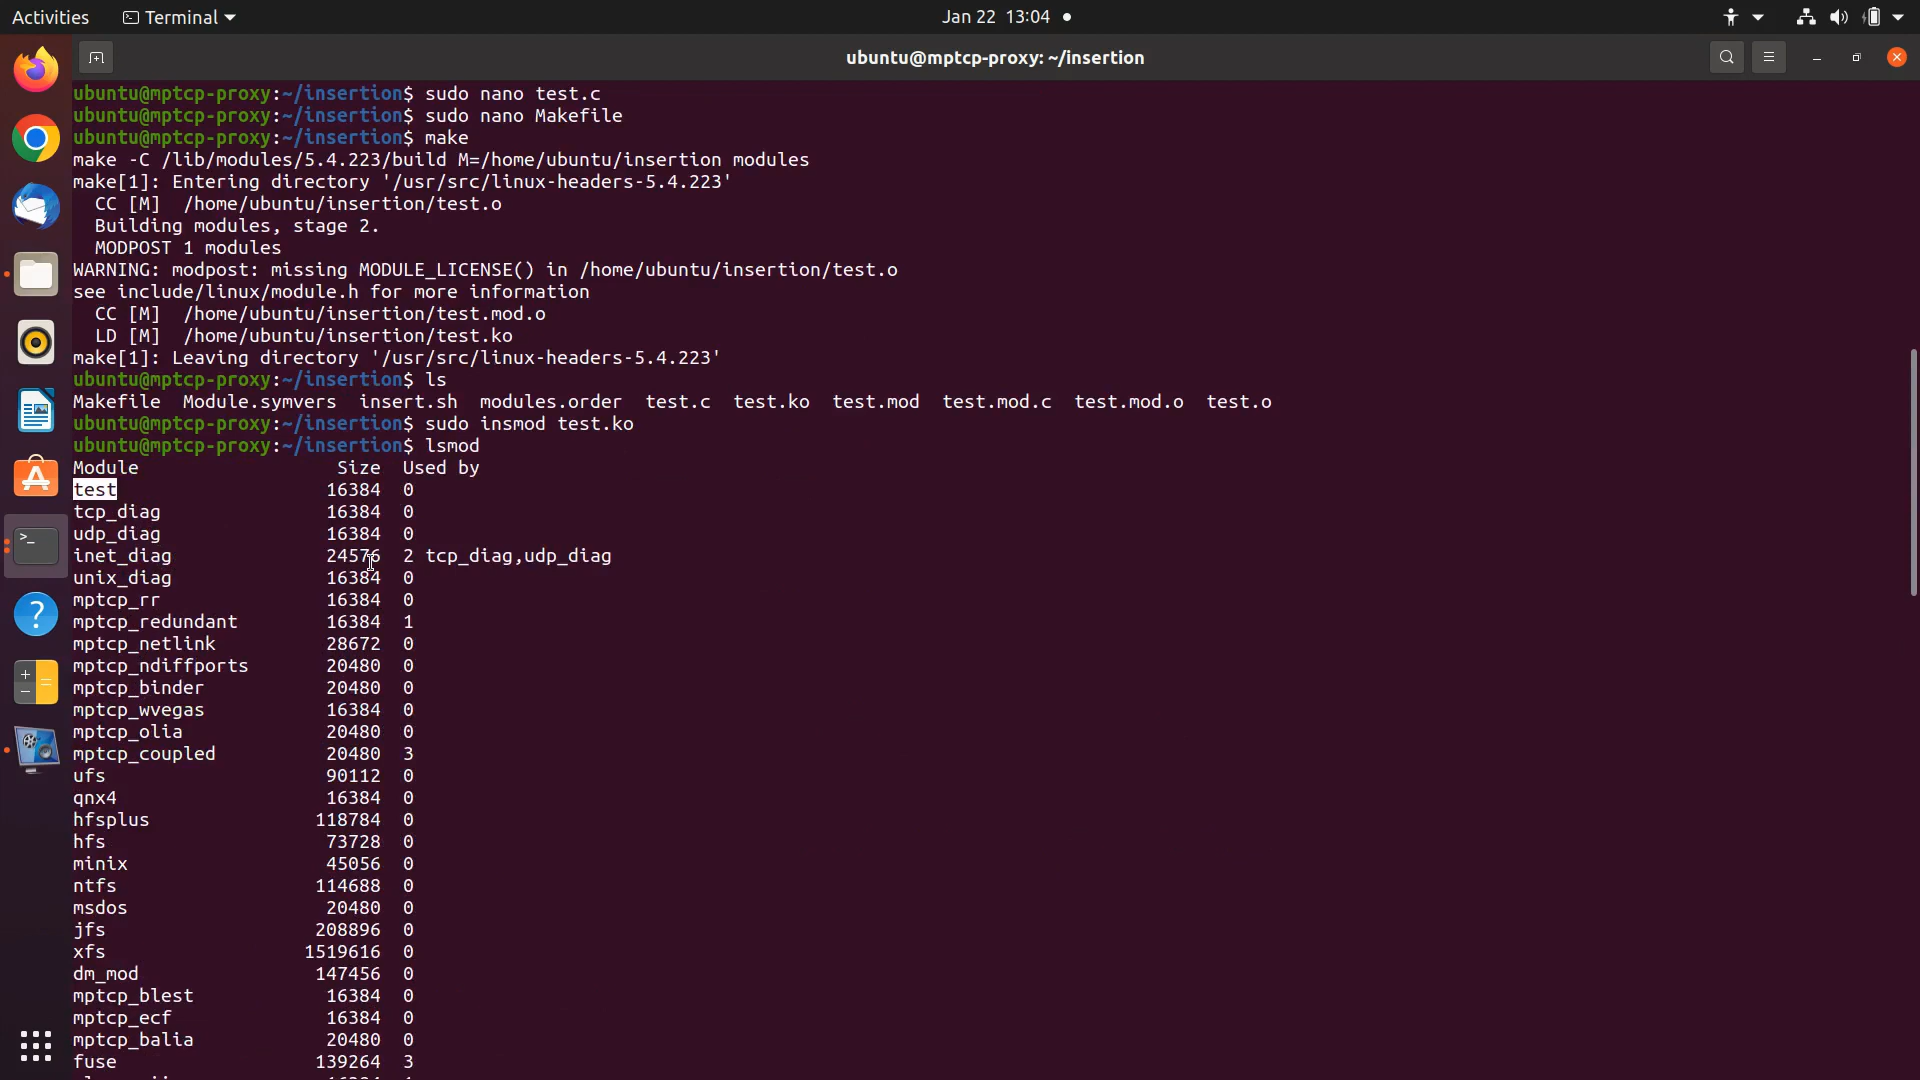 Activities Terminal Jan 22 13:04
ubuntu@mptcp-proxy: ~/insertion
ubuntu@mptcp-proxy:~/insertion$ sudo nano test.c
ubuntu@mptcp-proxy:~/insertion$ sudo nano Makefile
ubuntu@mptcp-proxy:~/insertion$ make
make -C /lib/modules/5.4.223/build M=/home/ubuntu/insertion modules
make[1]: Entering directory '/usr/src/linux-headers-5.4.223'
  CC [M]  /home/ubuntu/insertion/test.o
  Building modules, stage 2.
  MODPOST 1 modules
WARNING: modpost: missing MODULE_LICENSE() in /home/ubuntu/insertion/test.o
see include/linux/module.h for more information
  CC [M]  /home/ubuntu/insertion/test.mod.o
  LD [M]  /home/ubuntu/insertion/test.ko
make[1]: Leaving directory '/usr/src/linux-headers-5.4.223'
ubuntu@mptcp-proxy:~/insertion$ ls
Makefile  Module.symvers  insert.sh  modules.order  test.c  test.ko  test.mod  test.mod.c  test.mod.o  test.o
ubuntu@mptcp-proxy:~/insertion$ sudo insmod test.ko
ubuntu@mptcp-proxy:~/insertion$ lsmod
Module                  Size  Used by
test                   16384  0
tcp_diag               16384  0
udp_diag               16384  0
inet_diag              24576  2 tcp_diag,udp_diag
unix_diag              16384  0
mptcp_rr               16384  0
mptcp_redundant        16384  1
mptcp_netlink          28672  0
mptcp_ndiffports       20480  0
mptcp_binder           20480  0
mptcp_wvegas           16384  0
mptcp_olia             20480  0
mptcp_coupled          20480  3
ufs                    90112  0
qnx4                   16384  0
hfsplus               118784  0
hfs                    73728  0
minix                  45056  0
ntfs                  114688  0
msdos                  20480  0
jfs                   208896  0
xfs                  1519616  0
dm_mod                147456  0
mptcp_blest            16384  0
mptcp_ecf              16384  0
mptcp_balia            20480  0
fuse                  139264  3